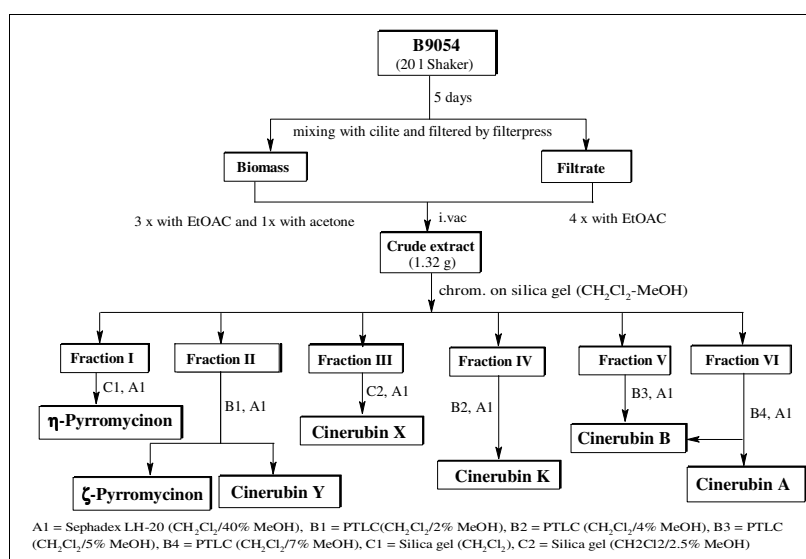 B9054
(20 l Shaker)
5 days
mixing with cilite and filtered by filterpress
Biomass
Filtrate
3 x with EtOAC and 1x with acetone
i.vac
4 x with EtOAC
Crude extract
(1.32 g)
chrom. on silica gel (CH₂Cl₂-MeOH)
Fraction I
Fraction II
Fraction III
Fraction IV
Fraction V
Fraction VI
C1, A1
B1, A1
C2, A1
B2, A1
B3, A1
B4, A1
η-Pyrromycinon
Cinerubin X
Cinerubin B
ζ-Pyrromycinon
Cinerubin Y
Cinerubin K
Cinerubin A
A1 = Sephadex LH-20 (CH₂Cl₂/40% MeOH), B1 = PTLC(CH₂Cl₂/2% MeOH), B2 = PTLC (CH₂Cl₂/4% MeOH), B3 = PTLC
(CH₂Cl₂/5% MeOH), B4 = PTLC (CH₂Cl₂/7% MeOH), C1 = Silica gel (CH₂Cl₂), C2 = Silica gel (CH2Cl2/2.5% MeOH)